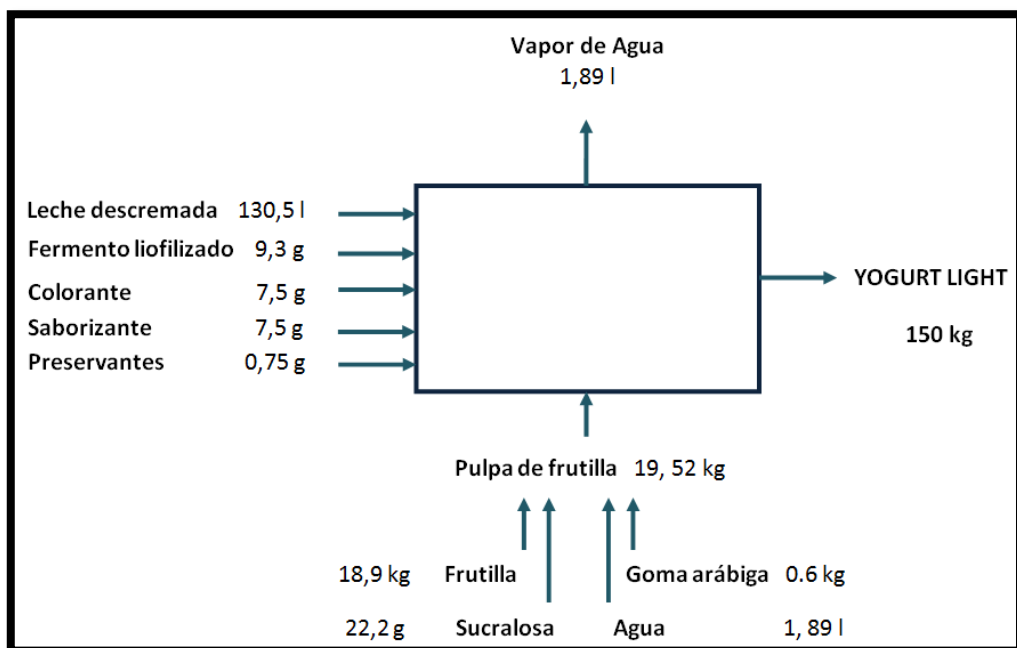 Vapor de Agua
1,89 l
Leche descremada 130,5 l
Fermento liofilizado 9,3 g
Colorante 7,5 g
Saborizante 7,5 g
Preservantes 0,75 g
YOGURT LIGHT
150 kg
Pulpa de frutilla 19, 52 kg
18,9 kg Frutilla Goma arábiga 0.6 kg
22,2 g Sucralosa Agua 1, 89 l